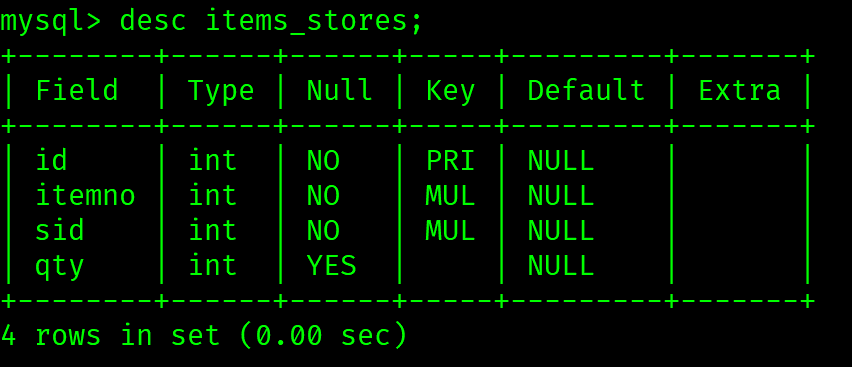 mysql> desc items_stores;
+--------+------+------+-----+---------+-------+
| Field  | Type | Null | Key | Default | Extra |
+--------+------+------+-----+---------+-------+
| id     | int  | NO   | PRI | NULL    |       |
| itemno | int  | NO   | MUL | NULL    |       |
| sid    | int  | NO   | MUL | NULL    |       |
| qty    | int  | YES  |     | NULL    |       |
+--------+------+------+-----+---------+-------+
4 rows in set (0.00 sec)